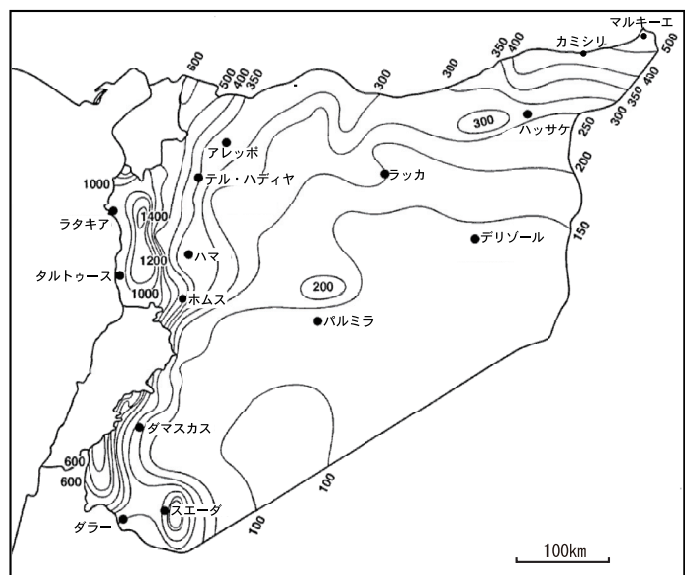 マルキーエ
カミシリ
350
400
500
600
500
400
350
300
300
400
350
300
250
200
150
300
ハッサケ
アレッポ
テル・ハディヤ
ラッカ
1000
1400
ラタキア
デリゾール
1200
ハマ
タルトゥース
1000
ホムス
200
パルミラ
ダマスカス
600
600
100
100
スエーダ
ダラー
100km